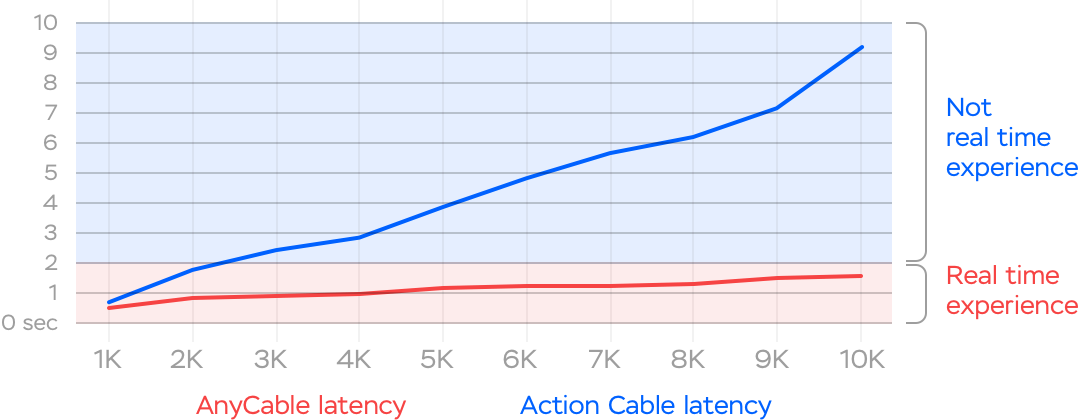 10
9
8
7
6
5
4
3
2
1
0 sec
Not
real time
experience
Real time
experience
1K 2K 3K 4K 5K 6K 7K 8K 9K 10K
AnyCable latency Action Cable latency